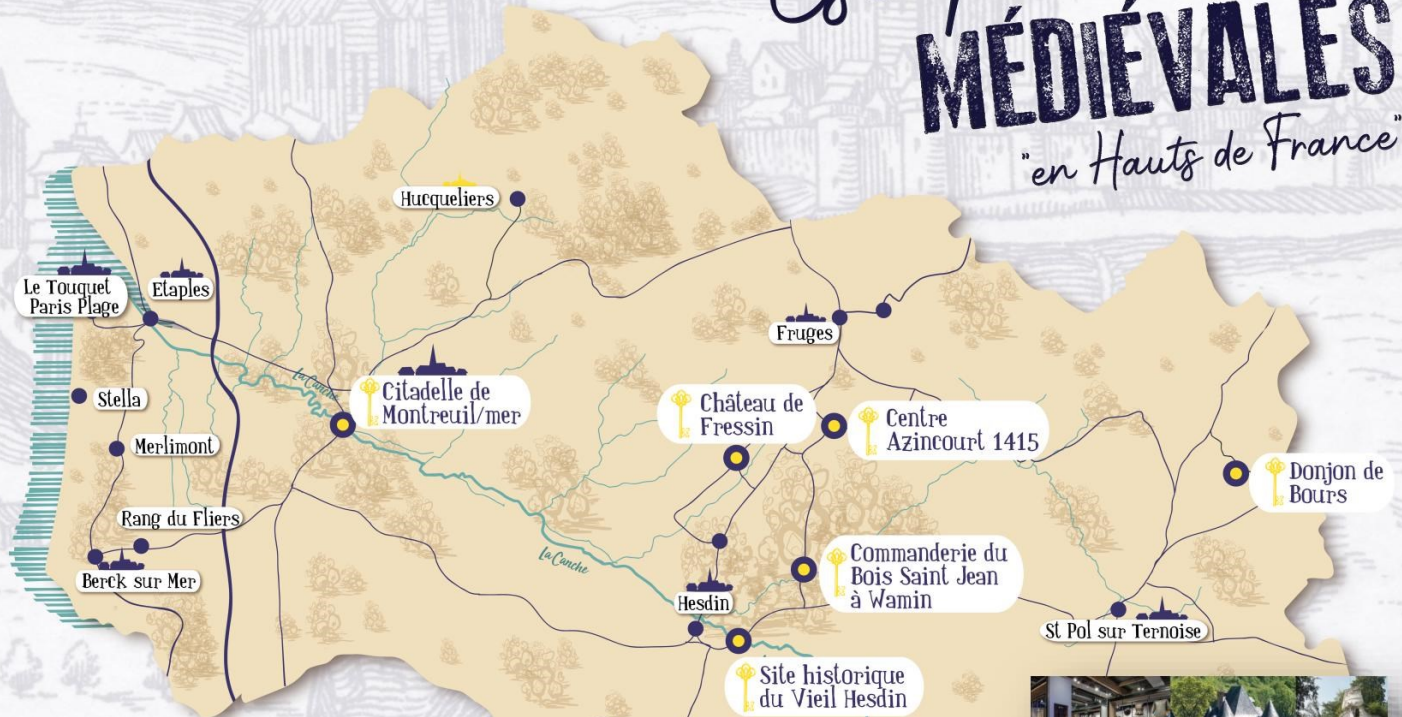 MÉDIÉVALES
"en Hauts de France"
Hucqueliers
Le Touquet
Paris Plage
Etaples
Fruges
La Canche
Citadelle de
Montreuil/mer
Château de
Fressin
Centre
Azincourt 1415
Stella
Merlimont
Donjon de
Bours
Rang du Fliers
La Canche
Commanderie du
Bois Saint Jean
à Wamin
Berck sur Mer
Hesdin
St Pol sur Ternoise
Site historique
du Vieil Hesdin